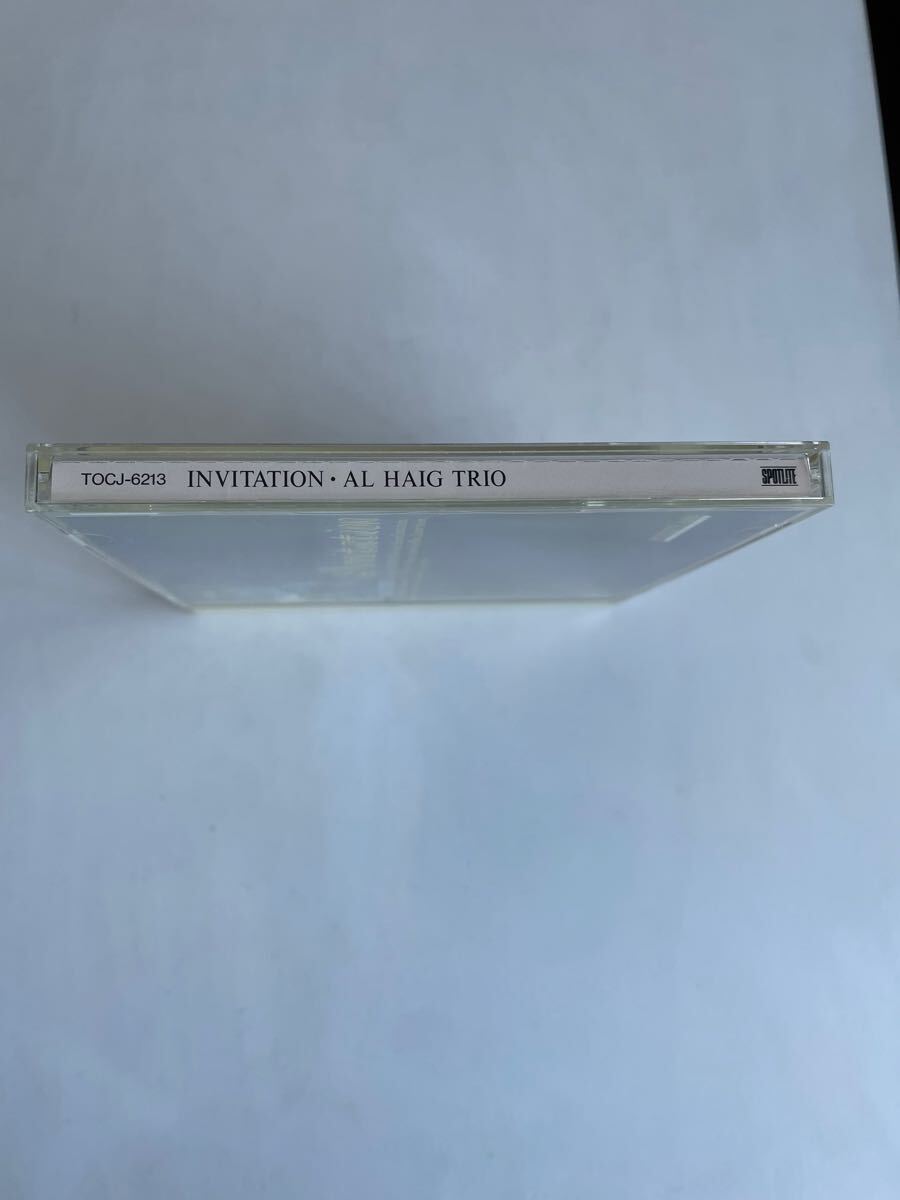 TOCJ-6213 INVITATION・AL HAIG TRIO SPOTLITE